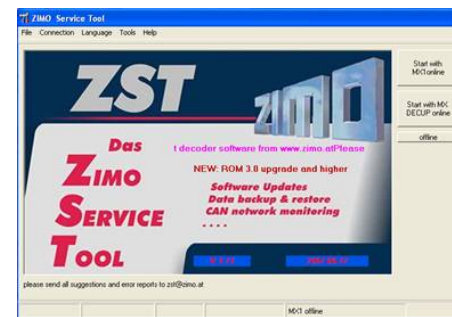 ZIMO Service Tool
File Connection Language Tools Help
ZST
ZIMO
Start with
MX1online
Start with MX
DECUP online
offline
Das
t decoder software from www.zimo.atPlease
ZIMO
NEW: ROM 3.8 upgrade and higher
Software Updates
Data backup & restore
SERVICE
CAN network monitoring
. . . .
TOOL
please send all suggestions and error reports to zst@zimo.at
MX1 offline